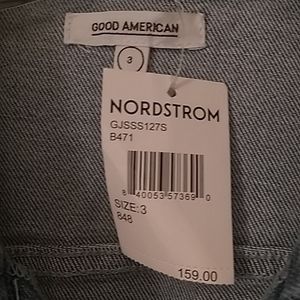 GOOD AMERICAN
3
NORDSTROM
GJSSS127S
B471
8 40053 57369 0
SIZE:3
848
159.00